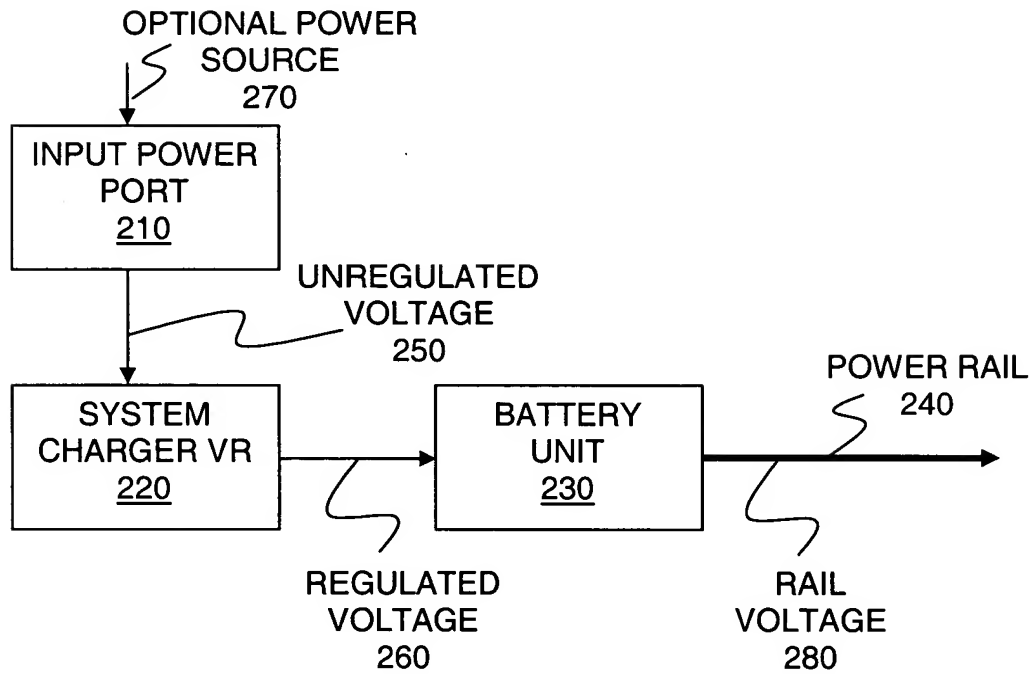 OPTIONAL POWER
SOURCE
270
INPUT POWER
PORT
210
UNREGULATED
VOLTAGE
250
POWER RAIL
240
SYSTEM
CHARGER VR
220
BATTERY
UNIT
230
REGULATED
VOLTAGE
260
RAIL
VOLTAGE
280